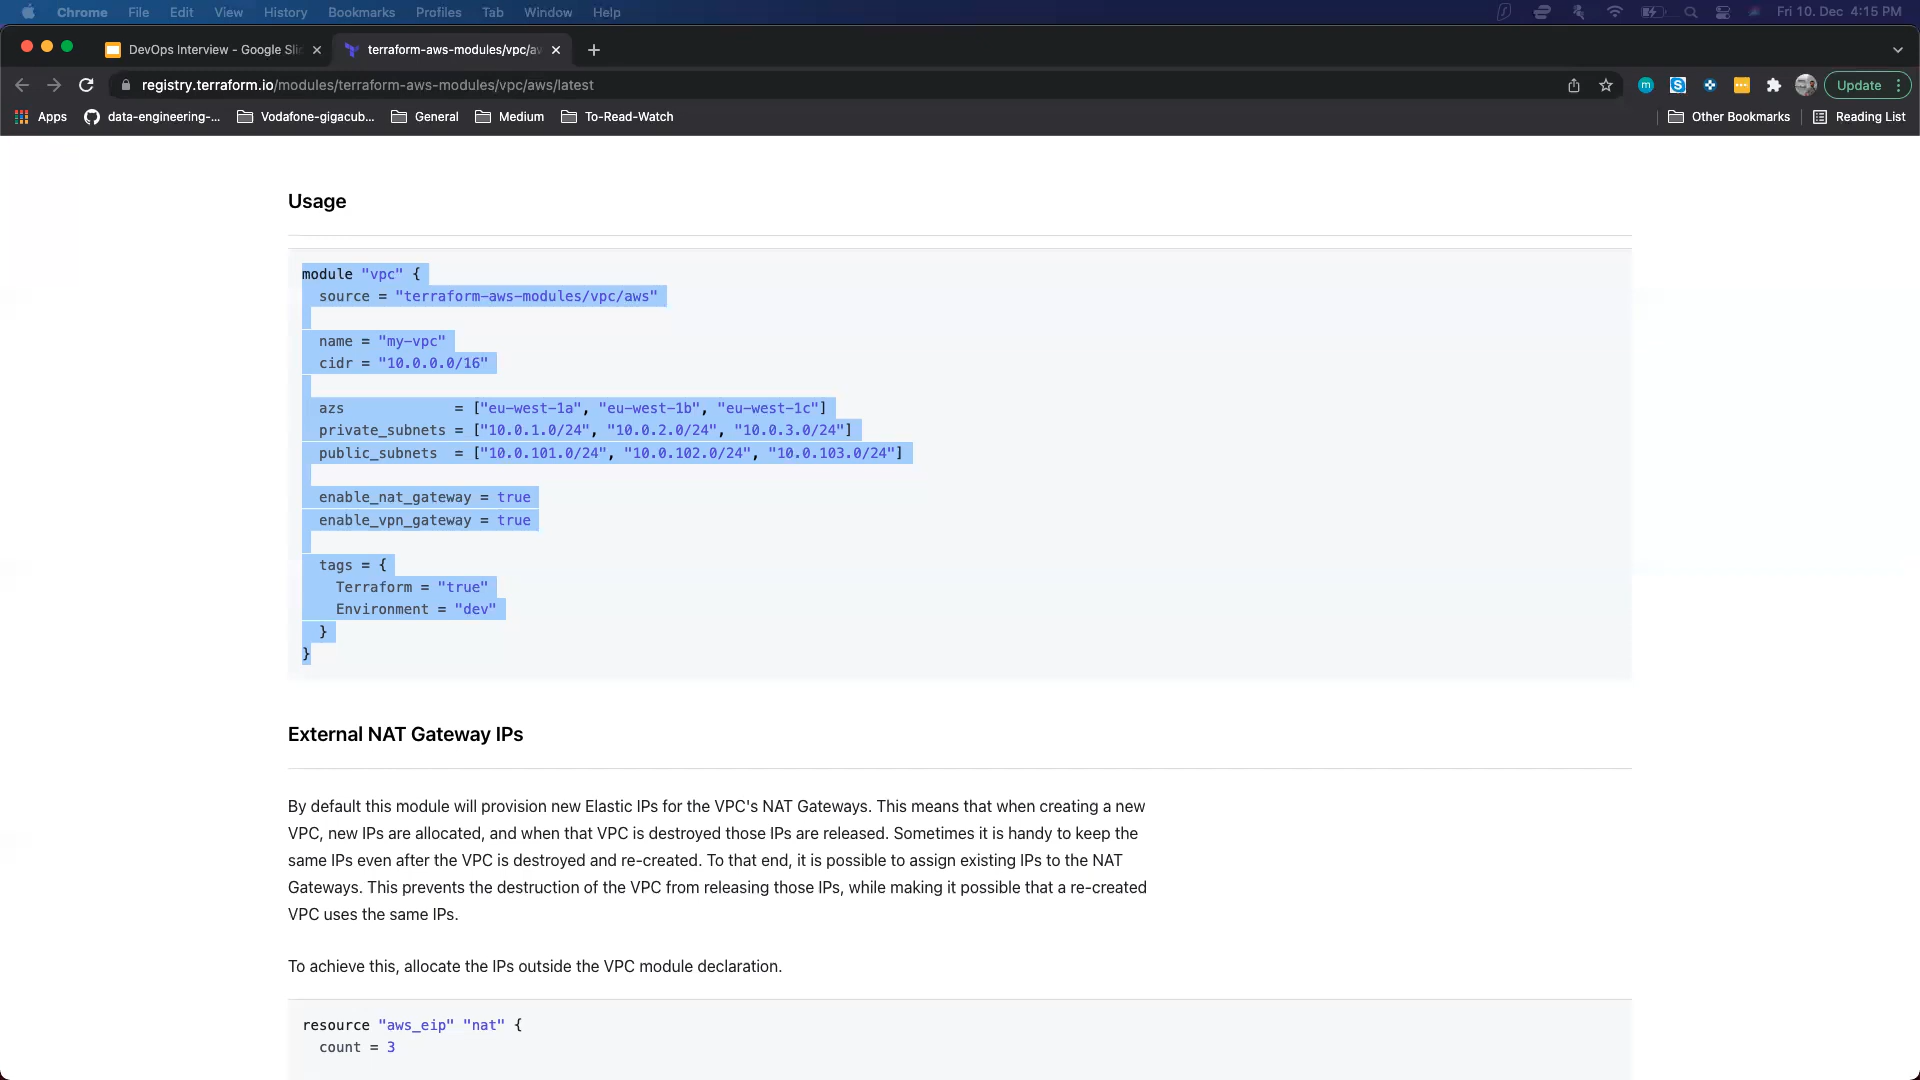 Chrome File Edit View History Bookmarks Profiles Tab Window Help Fri 10. Dec 4:15 PM
DevOps Interview - Google Sli terraform-aws-modules/vpc/av
registry.terraform.io/modules/terraform-aws-modules/vpc/aws/latest Update
Apps data-engineering-... Vodafone-gigacub... General Medium To-Read-Watch Other Bookmarks Reading List
Usage
module "vpc" {
source = "terraform-aws-modules/vpc/aws"
name = "my-vpc"
cidr = "10.0.0.0/16"
azs = ["eu-west-1a", "eu-west-1b", "eu-west-1c"]
private_subnets = ["10.0.1.0/24", "10.0.2.0/24", "10.0.3.0/24"]
public_subnets = ["10.0.101.0/24", "10.0.102.0/24", "10.0.103.0/24"]
enable_nat_gateway = true
enable_vpn_gateway = true
tags = {
Terraform = "true"
Environment = "dev"
}
}
External NAT Gateway IPs
By default this module will provision new Elastic IPs for the VPC's NAT Gateways. This means that when creating a new
VPC, new IPs are allocated, and when that VPC is destroyed those IPs are released. Sometimes it is handy to keep the
same IPs even after the VPC is destroyed and re-created. To that end, it is possible to assign existing IPs to the NAT
Gateways. This prevents the destruction of the VPC from releasing those IPs, while making it possible that a re-created
VPC uses the same IPs.
To achieve this, allocate the IPs outside the VPC module declaration.
resource "aws_eip" "nat" {
count = 3